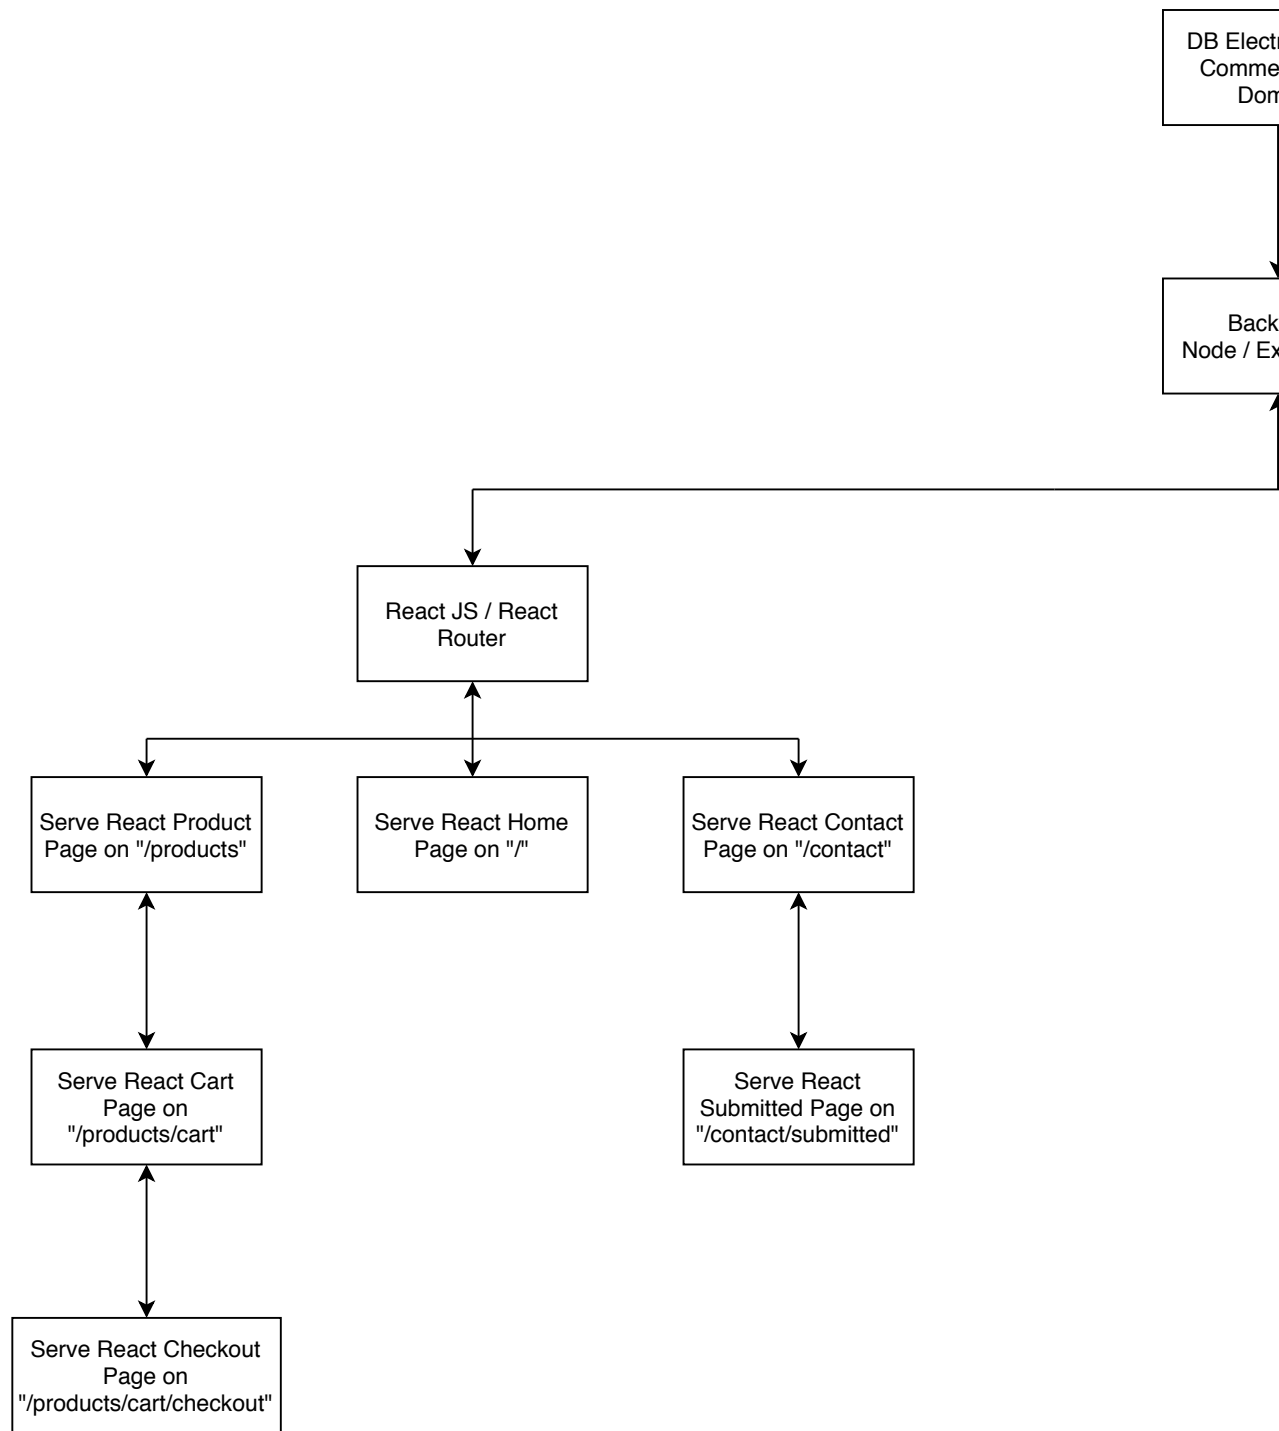 DB Electr
Comme
Dom
Back
Node / Ex
React JS / React
Router
Serve React Product
Page on "/products"
Serve React Home
Page on "/"
Serve React Contact
Page on "/contact"
Serve React Cart
Page on
"/products/cart"
Serve React
Submitted Page on
"/contact/submitted"
Serve React Checkout
Page on
"/products/cart/checkout"